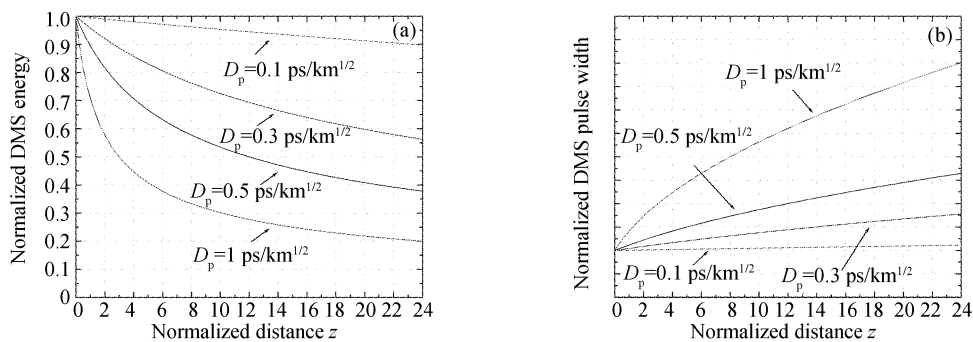 (a)
Normalized DMS energy
1.0
0.9
0.8
0.7
0.6
0.5
0.4
0.3
0.2
0.1
0
Dp=0.1 ps/km1/2
Dp=0.3 ps/km1/2
Dp=0.5 ps/km1/2
Dp=1 ps/km1/2
0 2 4 6 8 10 12 14 16 18 20 22 24
Normalized distance z
(b)
Normalized DMS pulse width
Dp=1 ps/km1/2
Dp=0.5 ps/km1/2
Dp=0.1 ps/km1/2
Dp=0.3 ps/km1/2
0 2 4 6 8 10 12 14 16 18 20 22 24
Normalized distance z